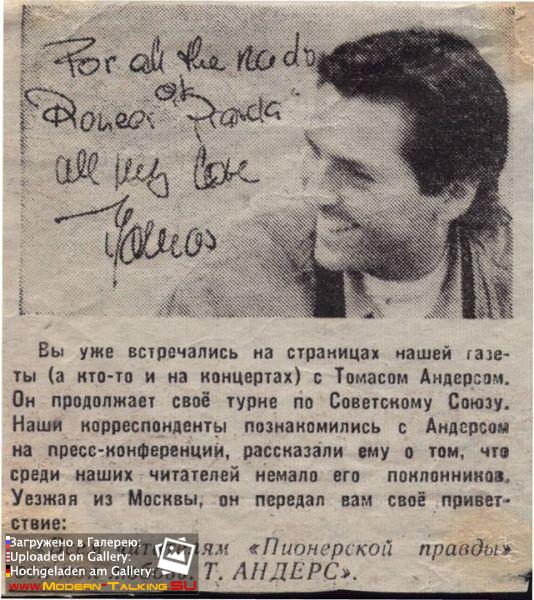 For all the
of
Pioner Pravda"
all my Love
Thomas
Вы уже встречались на страницах нашей газе-
ты (а кто-то и на концертах) с Томасом Андерсом.
Он продолжает своё турне по Советскому Союзу.
Наши корреспонденты познакомились с Андерсом
на пресс-конференции, рассказали ему о том, что
среди наших читателей немало его поклонников.
Уезжая из Москвы, он передал вам своё привет-
ствие:
«Пионерской правды»
Т. АНДЕРС».
Загружено в Галерею:
Uploaded on Gallery:
Hochgeladen am Gallery:
www.Modern-Talking.SU